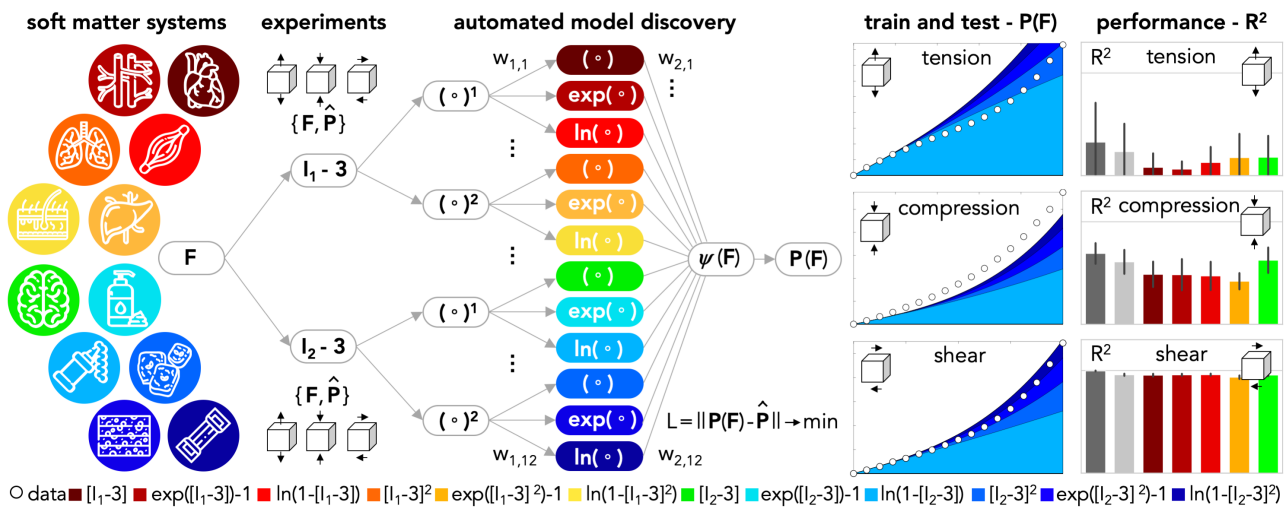 soft matter systems
experiments
automated model discovery
train and test - P(F)
performance - R²
{F, P̂}
F
I₁ - 3
I₂ - 3
{F, P̂}
(∘)¹
(∘)²
(∘)¹
(∘)²
⋮
⋮
⋮
w₁,₁
w₂,₁
⋮
(∘)
exp(∘)
ln(∘)
(∘)
exp(∘)
ln(∘)
(∘)
exp(∘)
ln(∘)
(∘)
exp(∘)
ln(∘)
w₁,₁₂
w₂,₁₂
ψ(F)
P(F)
L = ||P(F) - P̂|| → min
tension
compression
shear
R² tension
R² compression
R² shear
data [I₁-3] exp([I₁-3])-1 ln(1-[I₁-3]) [I₁-3]² exp([I₁-3]²)-1 ln(1-[I₁-3]²) [I₂-3] exp([I₂-3])-1 ln(1-[I₂-3]) [I₂-3]² exp([I₂-3]²)-1 ln(1-[I₂-3]²)